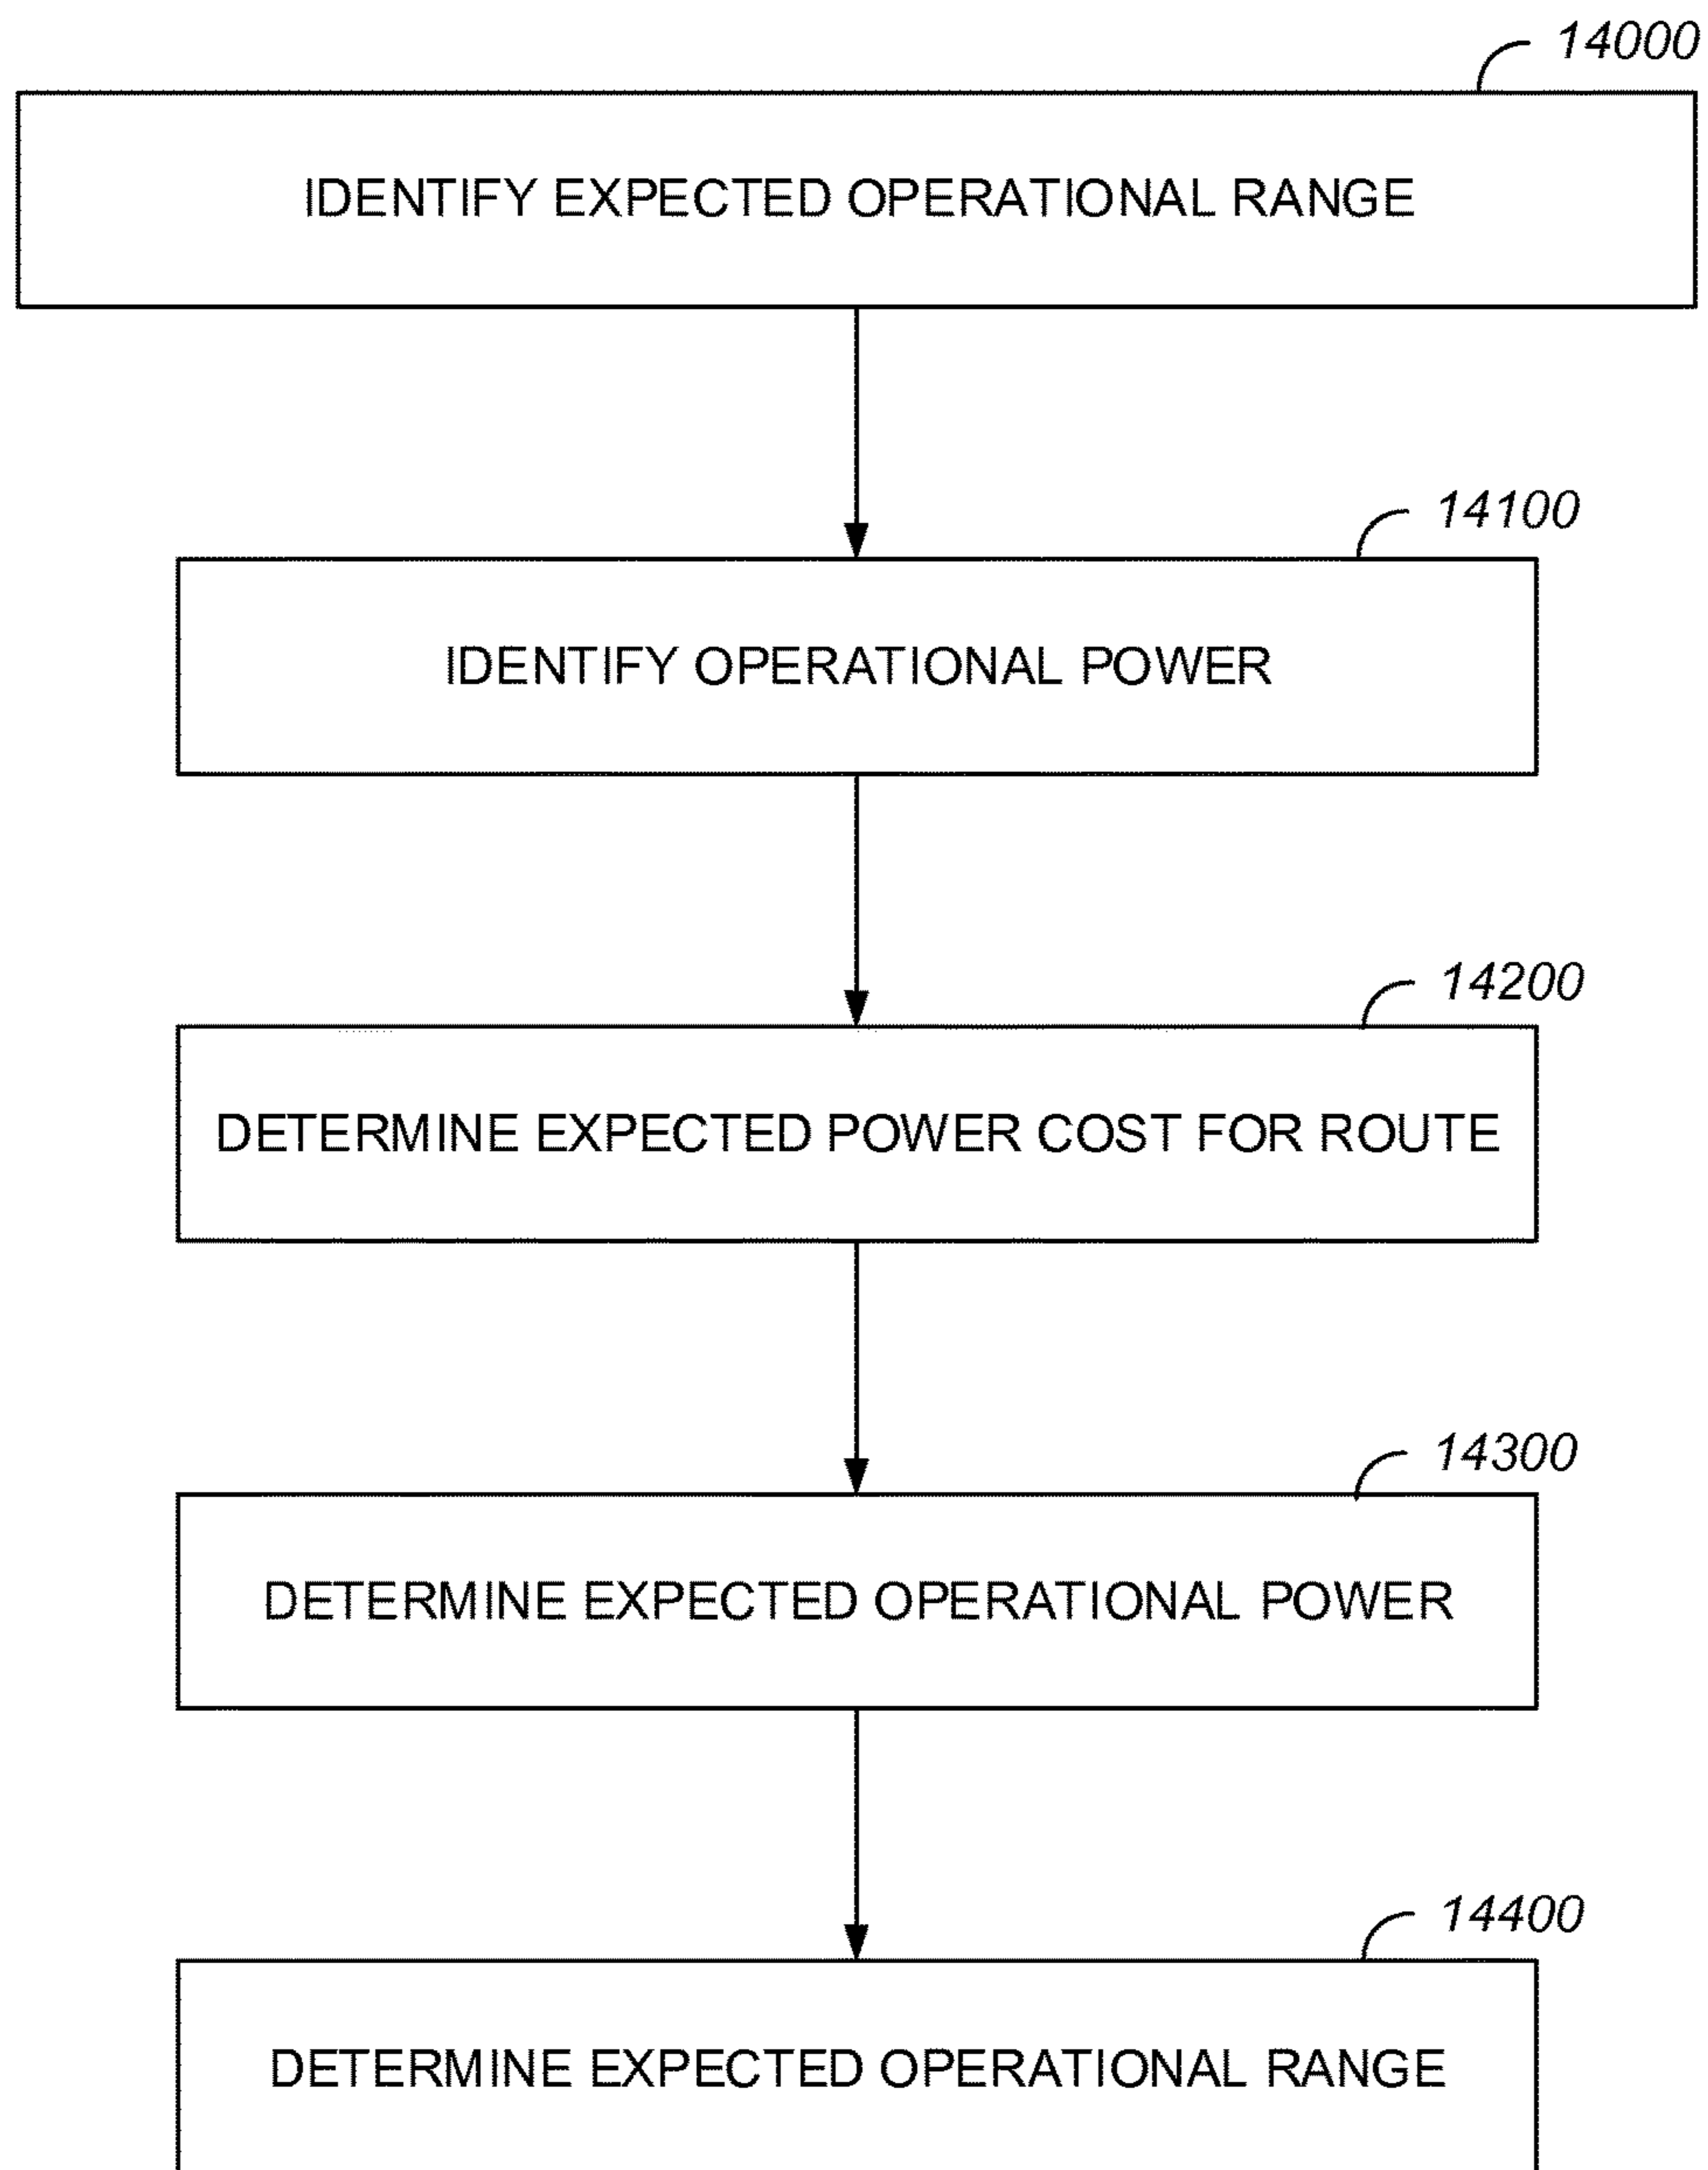 14000
IDENTIFY EXPECTED OPERATIONAL RANGE
14100
IDENTIFY OPERATIONAL POWER
14200
DETERMINE EXPECTED POWER COST FOR ROUTE
14300
DETERMINE EXPECTED OPERATIONAL POWER
14400
DETERMINE EXPECTED OPERATIONAL RANGE